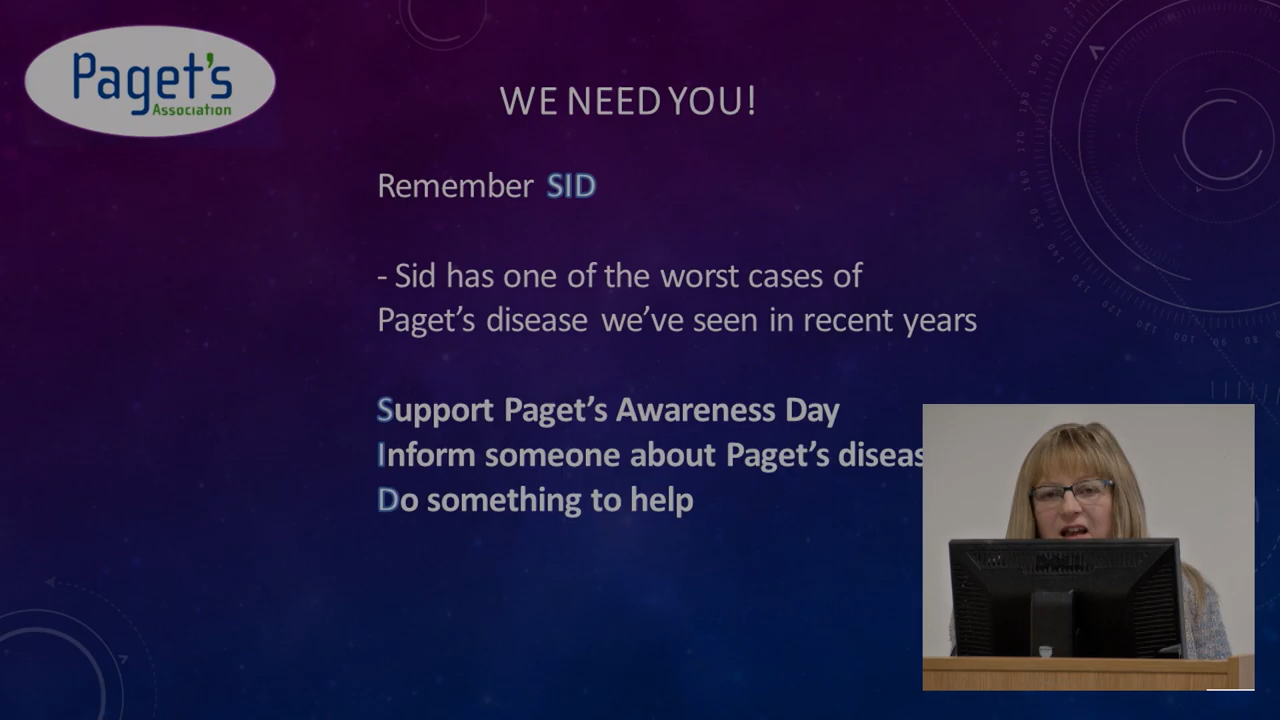 Paget's
Association
WE NEED YOU!
Remember SID
- Sid has one of the worst cases of
Paget's disease we've seen in recent years
Support Paget's Awareness Day
Inform someone about Paget's diseas
Do something to help